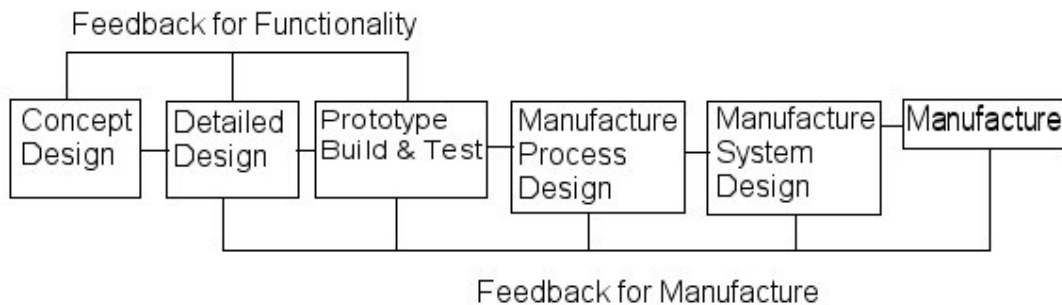 Feedback for Functionality
Concept
Design
Detailed
Design
Prototype
Build & Test
Manufacture
Process
Design
Manufacture
System
Design
Manufacture
Feedback for Manufacture